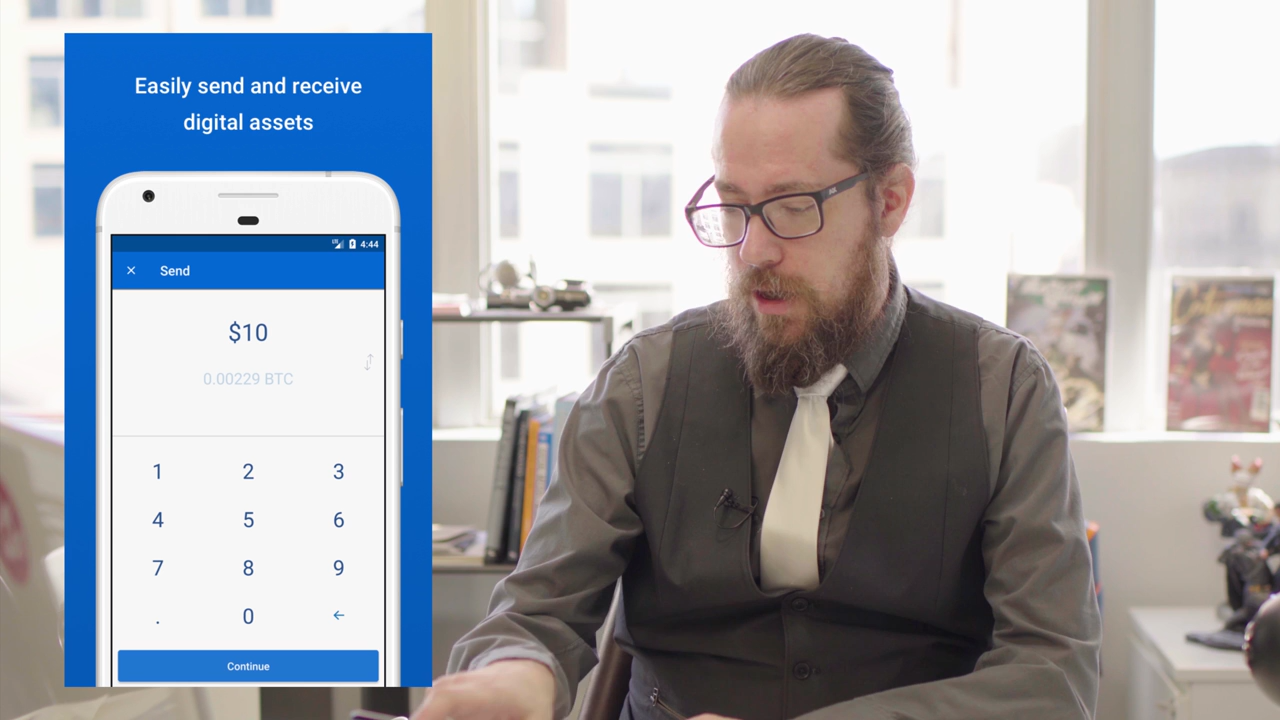 Easily send and receive
digital assets
4:44
Send
$10
0.00229 BTC
1 2 3
4 5 6
7 8 9
. 0 ←
Continue